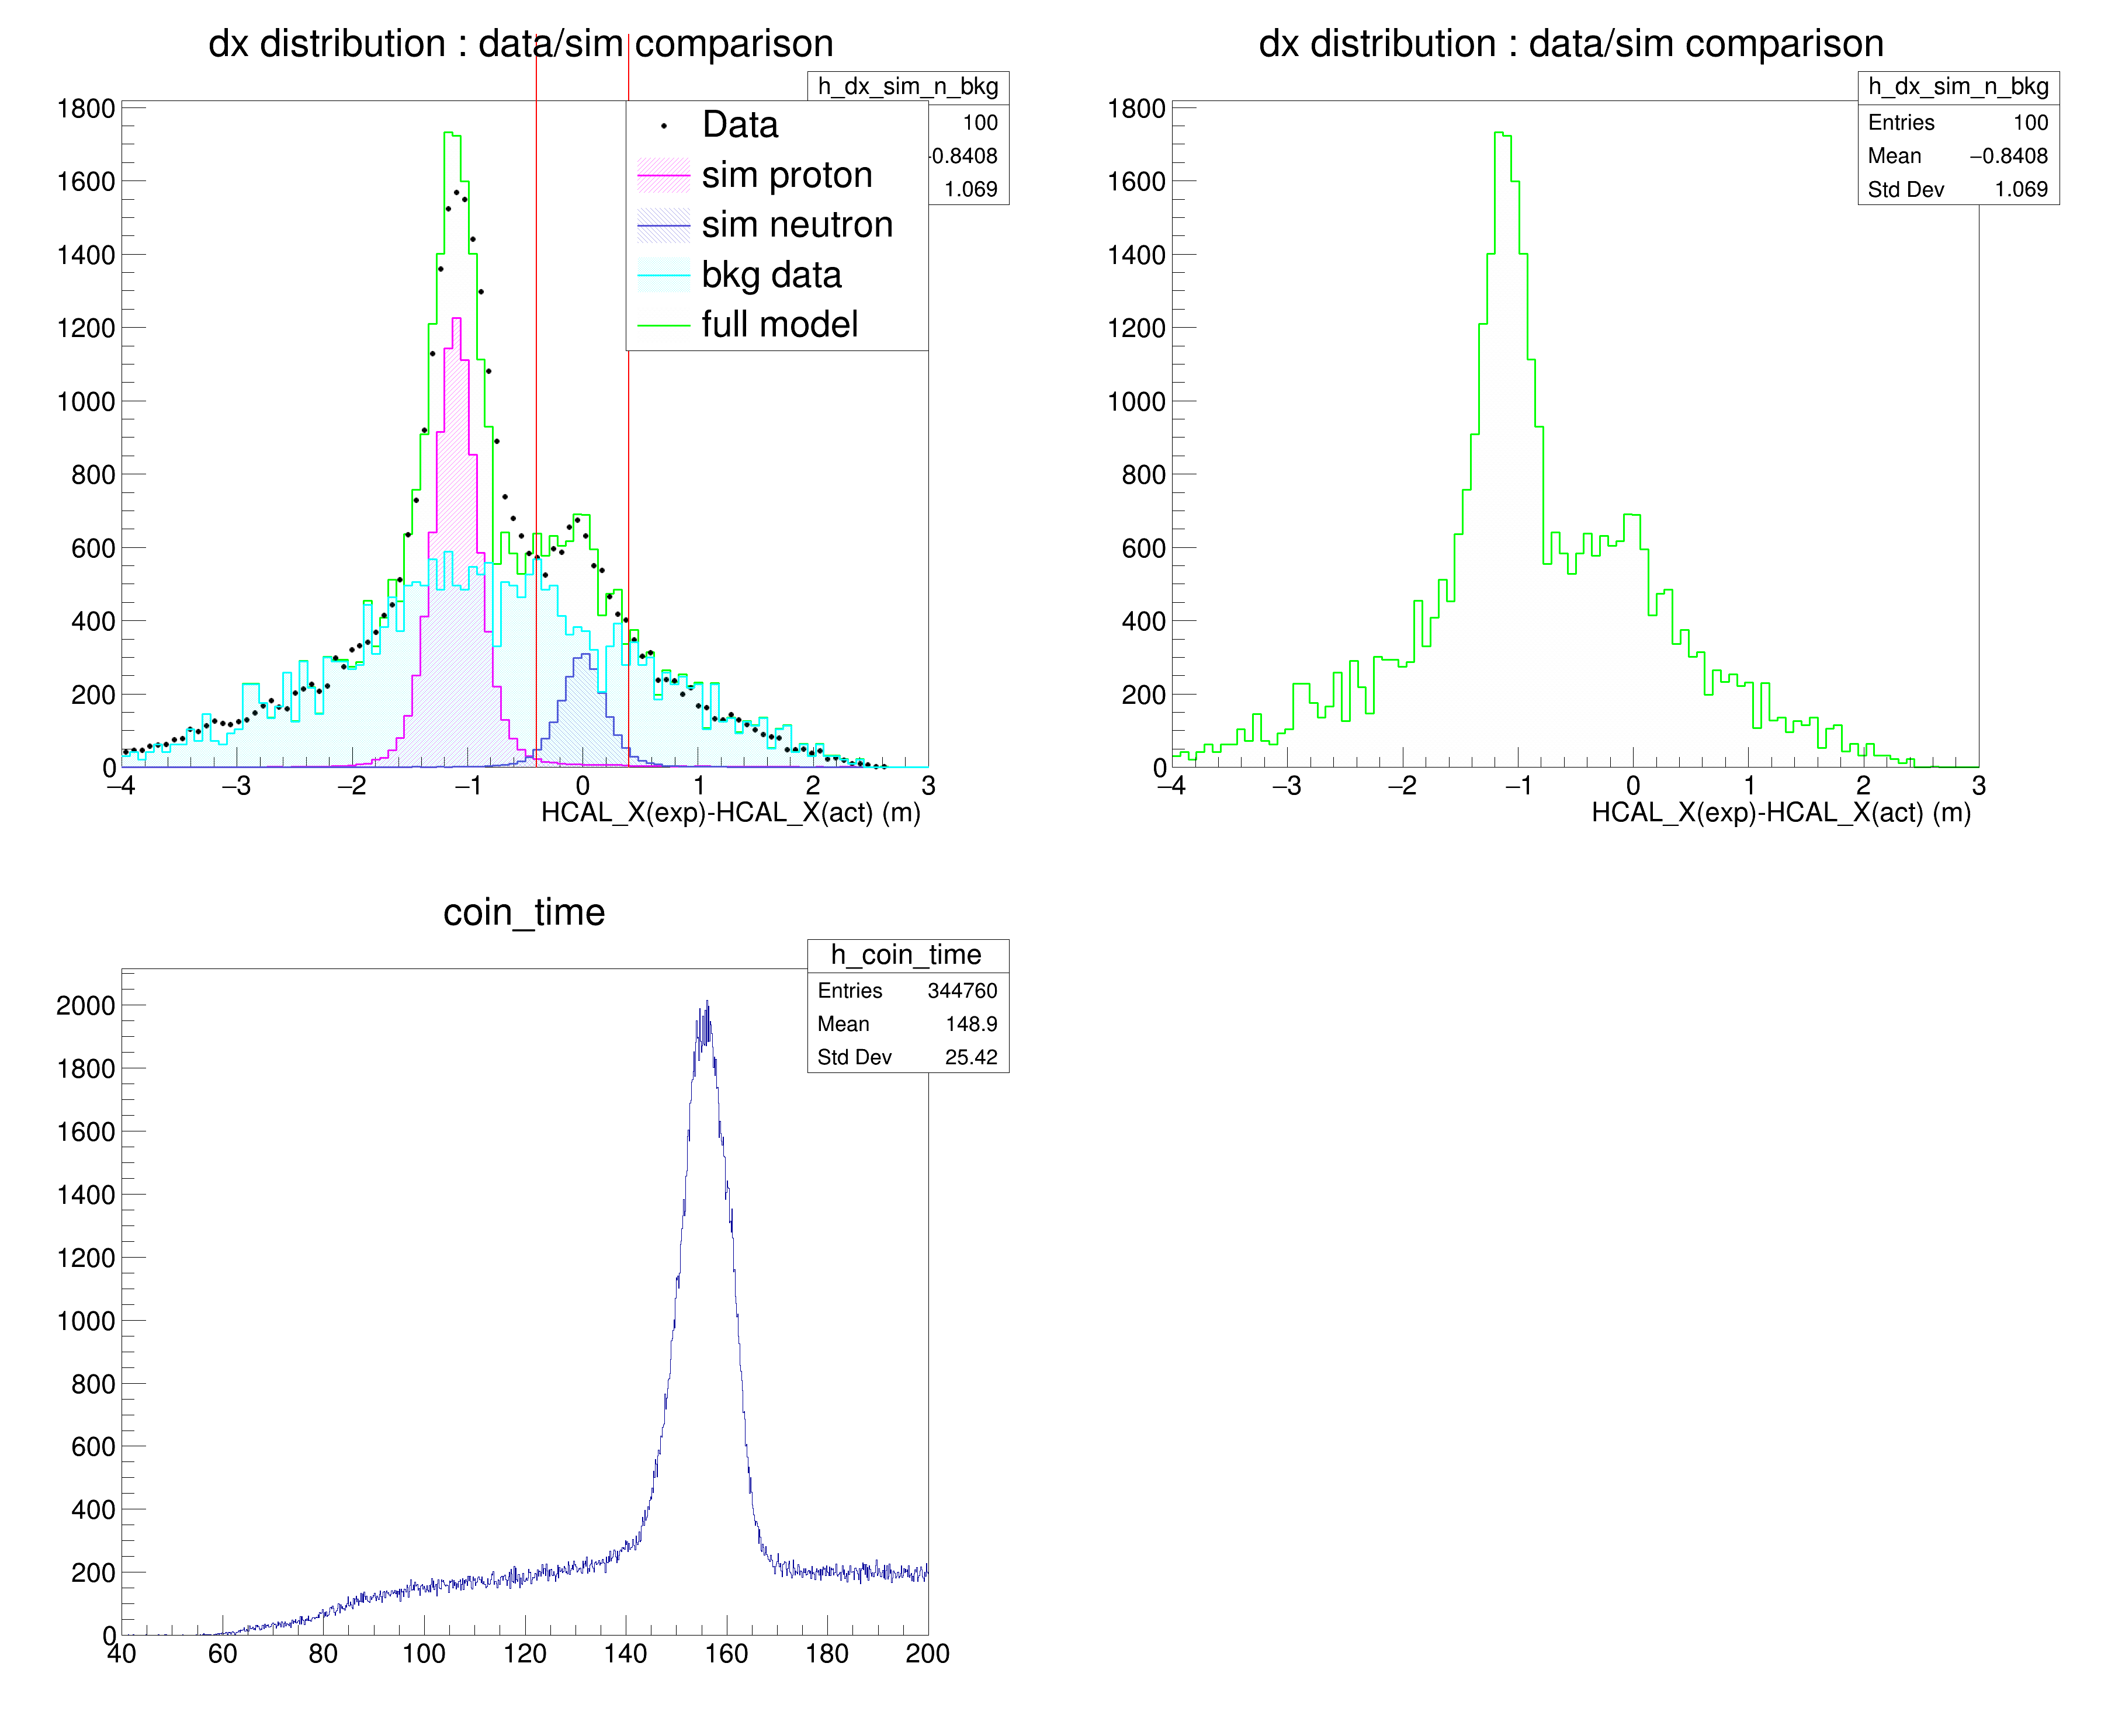 dx distribution : data/sim comparison
h_dx_sim_n_bkg
100
-0.8408
1.069
Data
sim proton
sim neutron
bkg data
full model
1800
1600
1400
1200
1000
800
600
400
200
0
−4 −3 −2 −1 0 1 2 3
HCAL_X(exp)-HCAL_X(act) (m)
dx distribution : data/sim comparison
h_dx_sim_n_bkg
Entries 100
Mean −0.8408
Std Dev 1.069
1800
1600
1400
1200
1000
800
600
400
200
0
−4 −3 −2 −1 0 1 2 3
HCAL_X(exp)-HCAL_X(act) (m)
coin_time
h_coin_time
Entries 344760
Mean 148.9
Std Dev 25.42
2000
1800
1600
1400
1200
1000
800
600
400
200
0
40 60 80 100 120 140 160 180 200